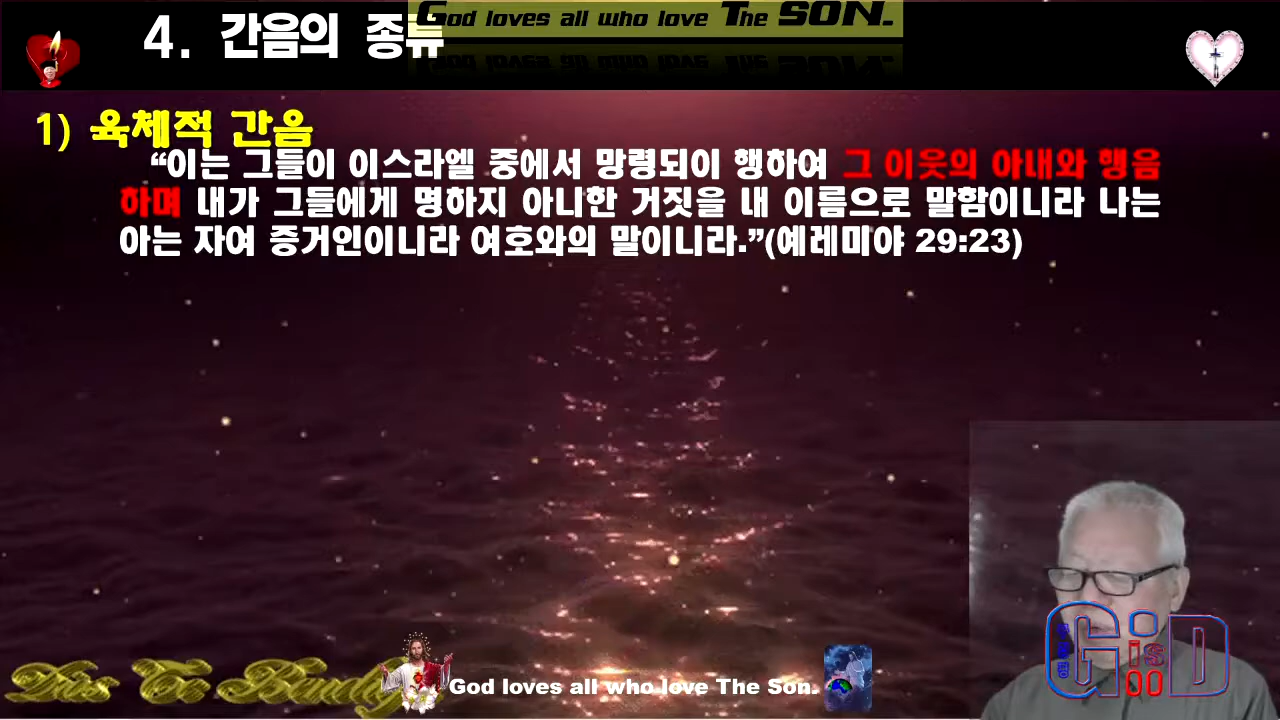 God loves all who love The SON.
4. 간음의 종류
1) 육체적 간음
“이는 그들이 이스라엘 중에서 망령되이 행하여 그 이웃의 아내와 행음
하며 내가 그들에게 명하지 아니한 거짓을 내 이름으로 말함이니라 나는
아는 자여 증거인이니라 여호와의 말이니라.”(예레미야 29:23)
God loves all who love The Son.
G is D